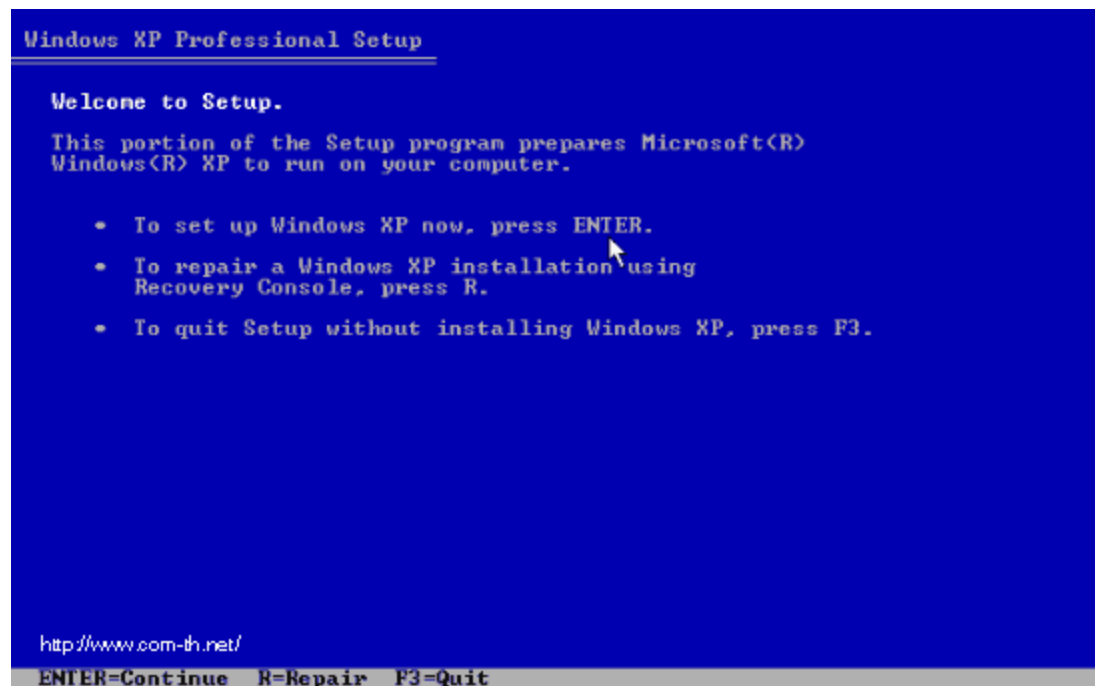 Windows XP Professional Setup
Welcome to Setup.
This portion of the Setup program prepares Microsoft(R)
Windows(R) XP to run on your computer.
• To set up Windows XP now, press ENTER.
• To repair a Windows XP installation using
Recovery Console, press R.
• To quit Setup without installing Windows XP, press F3.
http://www.com-th.net/
ENTER=Continue R=Repair F3=Quit